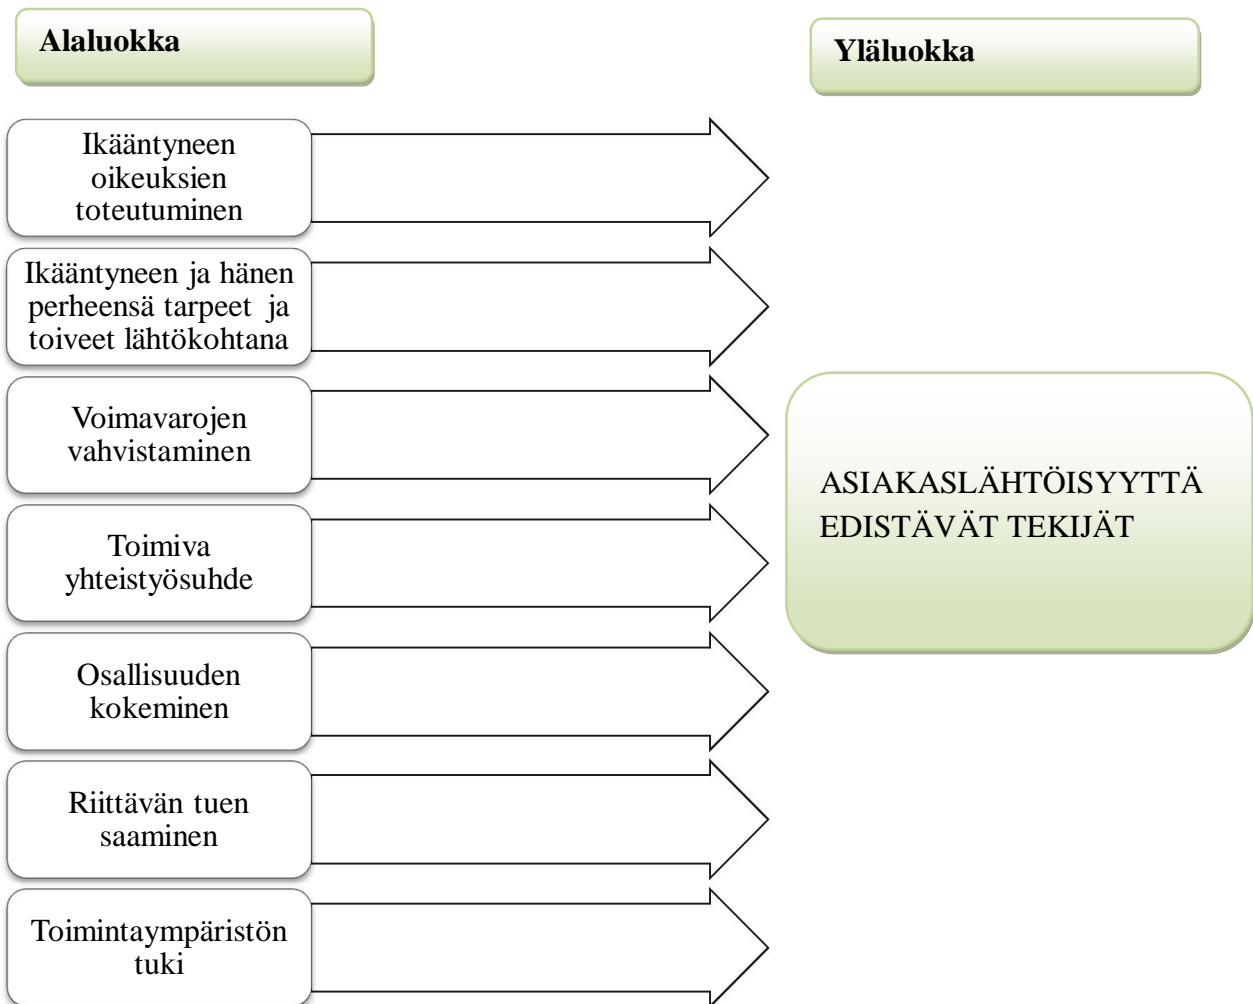 Alaluokka
Yläluokka
Ikääntyneen
oikeuksien
toteutuminen
Ikääntyneen ja hänen
perheensä tarpeet ja
toiveet lähtökohtana
Voimavarojen
vahvistaminen
Toimiva
yhteistyösuhde
Osallisuuden
kokeminen
Riittävän tuen
saaminen
Toimintaympäristön
tuki
ASIAKASLÄHTÖISYYTTÄ
EDISTÄVÄT TEKIJÄT